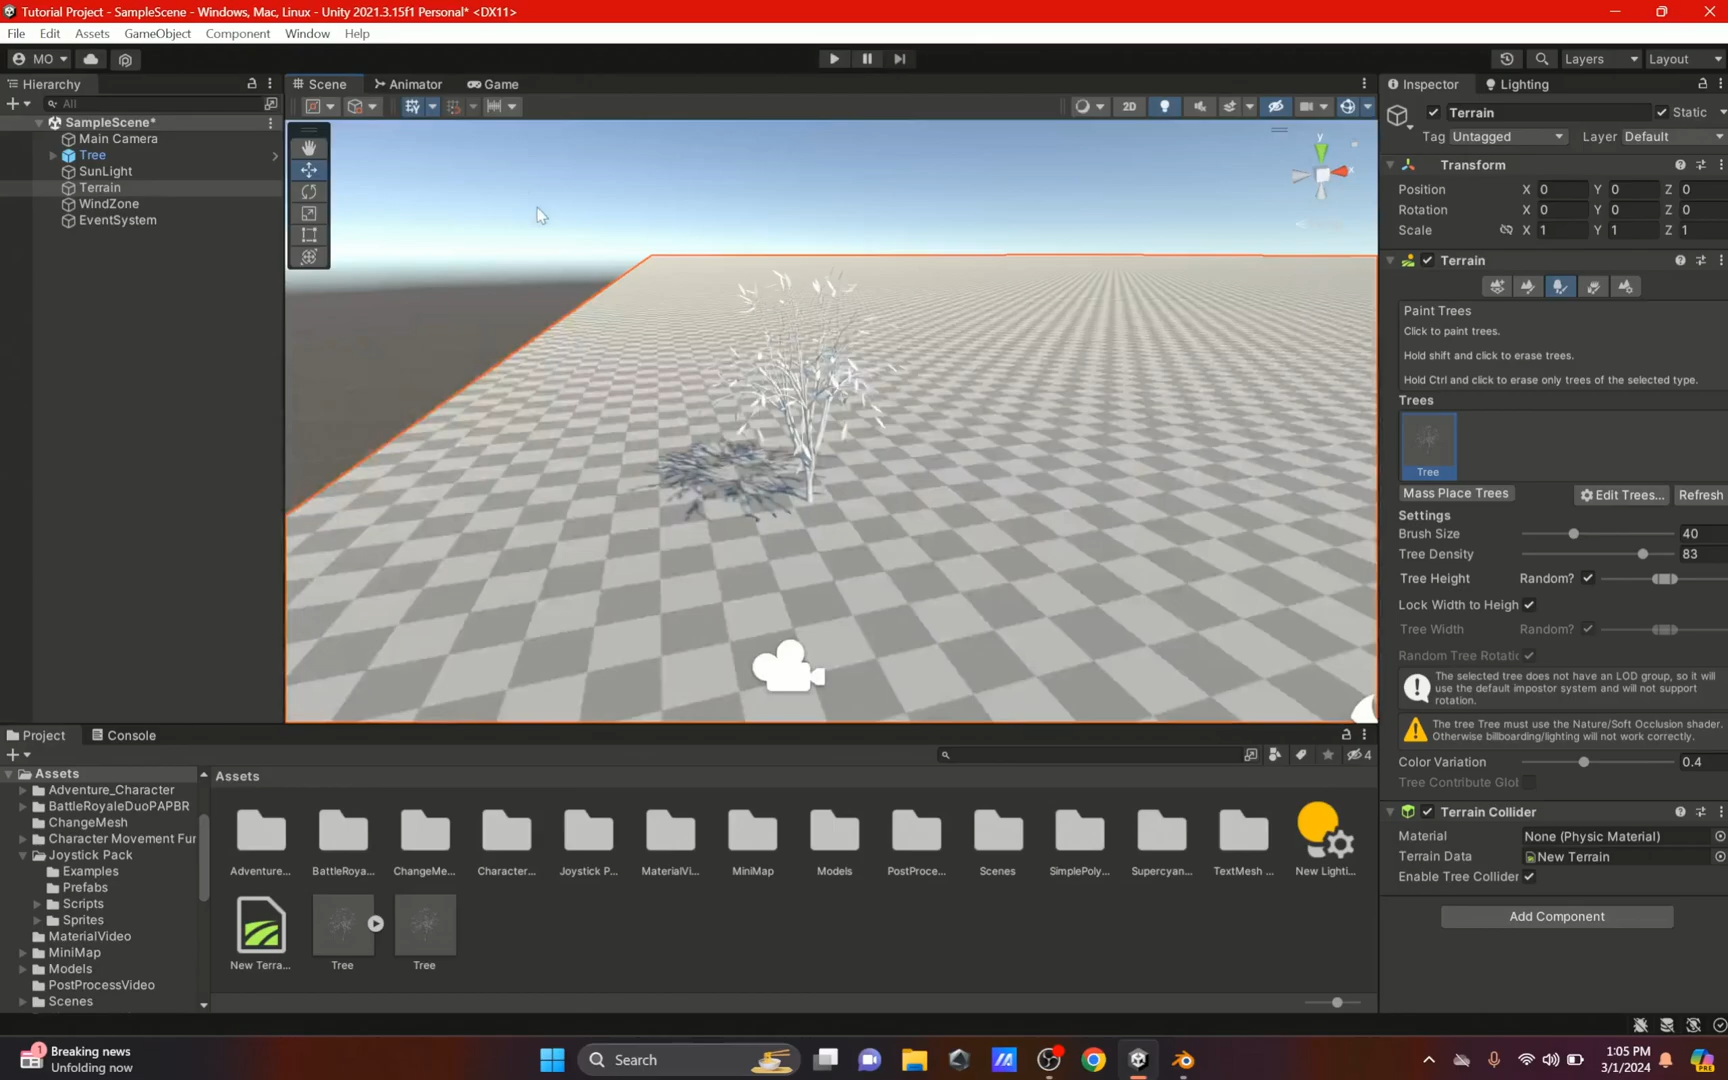 Tutorial Project - SampleScene - Windows, Mac, Linux - Unity 2021.3.15f1 Personal* <DX11>
File Edit Assets GameObject Component Window Help
MO Layers Layout
Hierarchy
All
SampleScene*
Main Camera
Tree
SunLight
Terrain
WindZone
EventSystem
Scene Animator Game
2D
y
x
Inspector Lighting
Terrain Static
Tag Untagged Layer Default
Transform
Position X 0 Y 0 Z 0
Rotation X 0 Y 0 Z 0
Scale X 1 Y 1 Z 1
Terrain
Paint Trees
Click to paint trees.
Hold shift and click to erase trees.
Hold Ctrl and click to erase only trees of the selected type.
Trees
Tree
Mass Place Trees Edit Trees... Refresh
Settings
Brush Size 40
Tree Density 83
Tree Height Random?
Lock Width to Heigh
Tree Width Random?
Random Tree Rotati
The selected tree does not have an LOD group, so it will
use the default impostor system and will not support
rotation.
The tree Tree must use the Nature/Soft Occlusion shader.
Otherwise billboarding/lighting will not work correctly.
Color Variation 0.4
Tree Contribute Glo
Terrain Collider
Material None (Physic Material)
Terrain Data New Terrain
Enable Tree Collider
Add Component
Project Console
4
Assets
Adventure_Character
BattleRoyaleDuoPAPBR
ChangeMesh
Character Movement Fur
Joystick Pack
Examples
Prefabs
Scripts
Sprites
MaterialVideo
MiniMap
Models
PostProcessVideo
Scenes
Assets
Adventure... BattleRoya... ChangeMe... Character... Joystick P... MaterialVi... MiniMap Models PostProce... Scenes SimplePoly... Supercyan... TextMesh ... New Lighti...
New Terra... Tree Tree
1
Breaking news
Unfolding now
Search
1:05 PM
3/1/2024
PRE